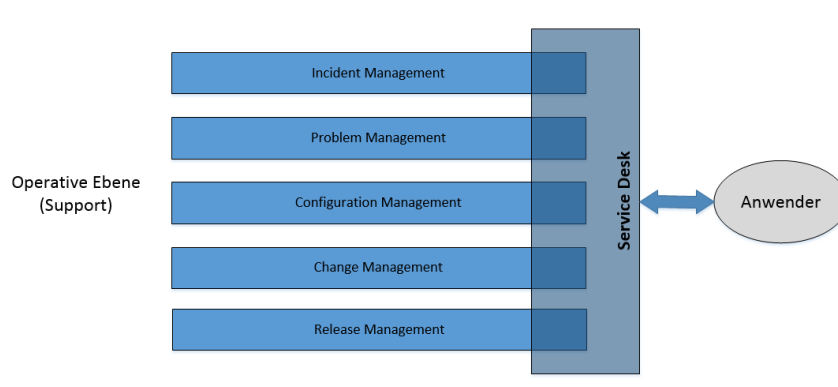 Incident Management
Problem Management
Operative Ebene
(Support)
Configuration Management
Change Management
Release Management
Service Desk
Anwender